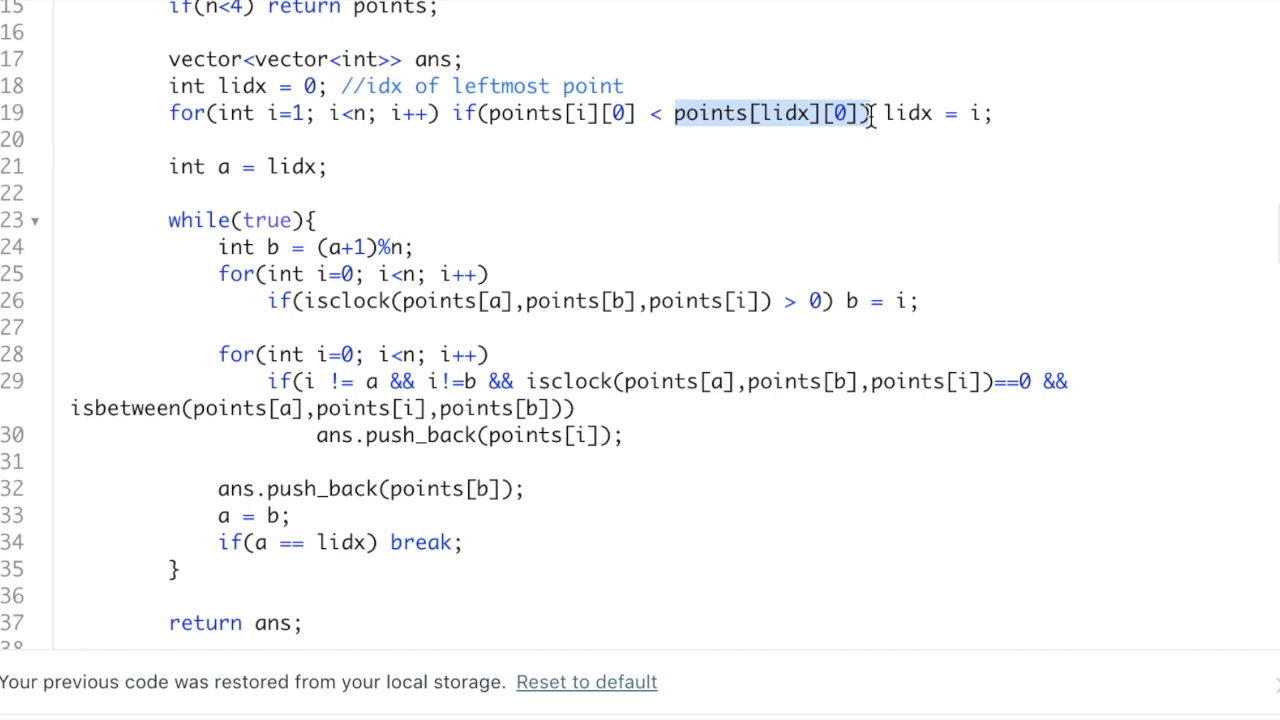 15 if(n<4) return points;
16
17 vector<vector<int>> ans;
18 int lidx = 0; //idx of leftmost point
19 for(int i=1; i<n; i++) if(points[i][0] < points[lidx][0]) lidx = i;
20
21 int a = lidx;
22
23 while(true){
24 int b = (a+1)%n;
25 for(int i=0; i<n; i++)
26 if(isclock(points[a],points[b],points[i]) > 0) b = i;
27
28 for(int i=0; i<n; i++)
29 if(i != a && i!=b && isclock(points[a],points[b],points[i])==0 &&
isbetween(points[a],points[i],points[b]))
30 ans.push_back(points[i]);
31
32 ans.push_back(points[b]);
33 a = b;
34 if(a == lidx) break;
35 }
36
37 return ans;
38
Your previous code was restored from your local storage. Reset to default